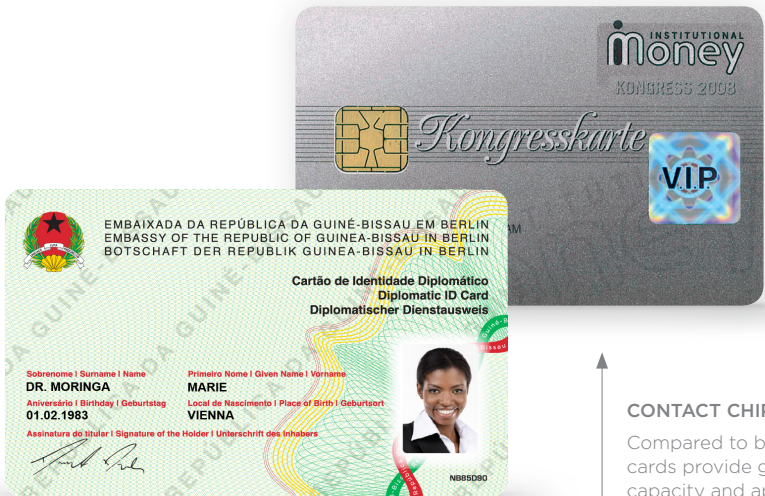 INSTITUTIONAL
money
KONGRESS 2008
Kongresskarte
V.I.P
AM
EMBAIXADA DA REPÚBLICA DA GUINÉ-BISSAU EM BERLIN
EMBASSY OF THE REPUBLIC OF GUINEA-BISSAU IN BERLIN
BOTSCHAFT DER REPUBLIK GUINEA-BISSAU IN BERLIN
Cartão de Identidade Diplomático
Diplomatic ID Card
Diplomatischer Dienstausweis
Sobrenome | Surname | Name
DR. MORINGA
Primeiro Nome | Given Name | Vorname
MARIE
Aniversário | Birthday | Geburtstag
01.02.1983
Local de Nascimento | Place of Birth | Geburtsort
VIENNA
Assinatura do titular | Signature of the Holder | Unterschrift des Inhabers
NBB5D90
CONTACT CHIP
Compared to b
cards provide g
capacity and a